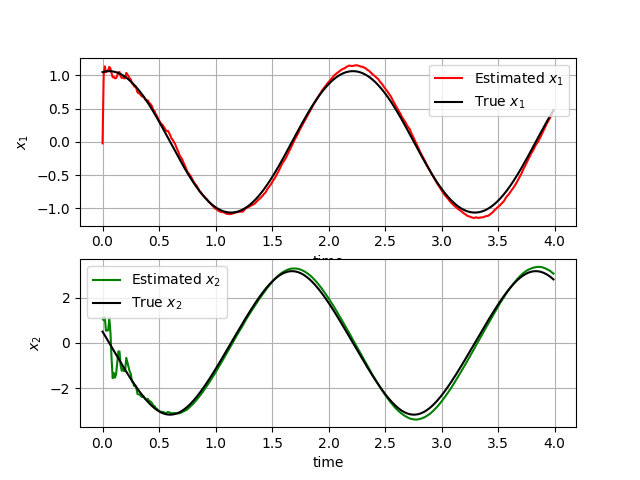 1.0
0.5
0.0
−0.5
−1.0
x₁
Estimated x₁
True x₁
0.0 0.5 1.0 1.5 2.0 2.5 3.0 3.5 4.0
time
2
0
−2
x₂
Estimated x₂
True x₂
0.0 0.5 1.0 1.5 2.0 2.5 3.0 3.5 4.0
time